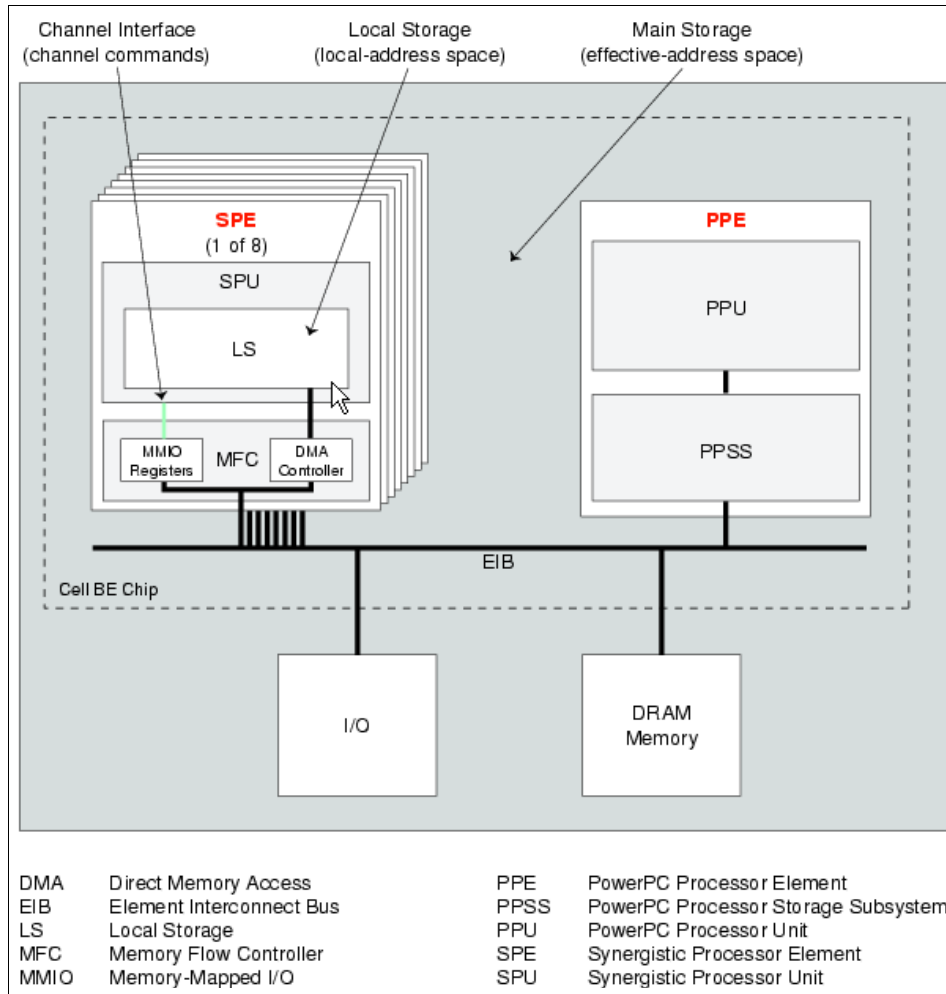 Channel Interface
(channel commands)
Local Storage
(local-address space)
Main Storage
(effective-address space)
SPE
(1 of 8)
SPU
LS
MMIO
Registers
MFC
DMA
Controller
PPE
PPU
PPSS
EIB
Cell BE Chip
I/O
DRAM
Memory
DMA Direct Memory Access
EIB Element Interconnect Bus
LS Local Storage
MFC Memory Flow Controller
MMIO Memory-Mapped I/O
PPE PowerPC Processor Element
PPSS PowerPC Processor Storage Subsystem
PPU PowerPC Processor Unit
SPE Synergistic Processor Element
SPU Synergistic Processor Unit